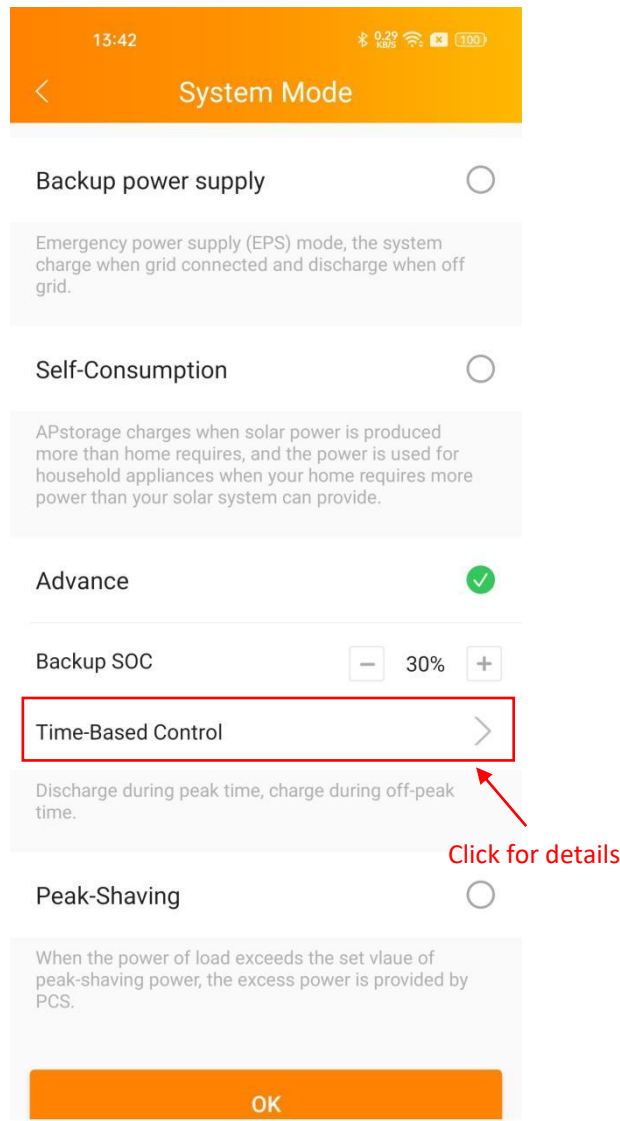 13:42
0.29
KB/S
100
System Mode
Backup power supply
Emergency power supply (EPS) mode, the system
charge when grid connected and discharge when off
grid.
Self-Consumption
APstorage charges when solar power is produced
more than home requires, and the power is used for
household appliances when your home requires more
power than your solar system can provide.
Advance
Backup SOC
− 30% +
Time-Based Control
Discharge during peak time, charge during off-peak
time.
Click for details
Peak-Shaving
When the power of load exceeds the set vlaue of
peak-shaving power, the excess power is provided by
PCS.
OK